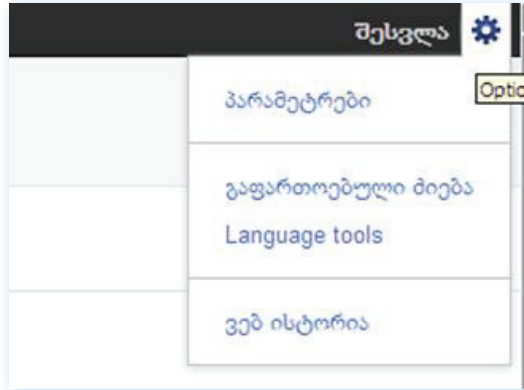 შესვლა
პარამეტრები
Optio
გაფართოებული ძიება
Language tools
ვებ ისტორია